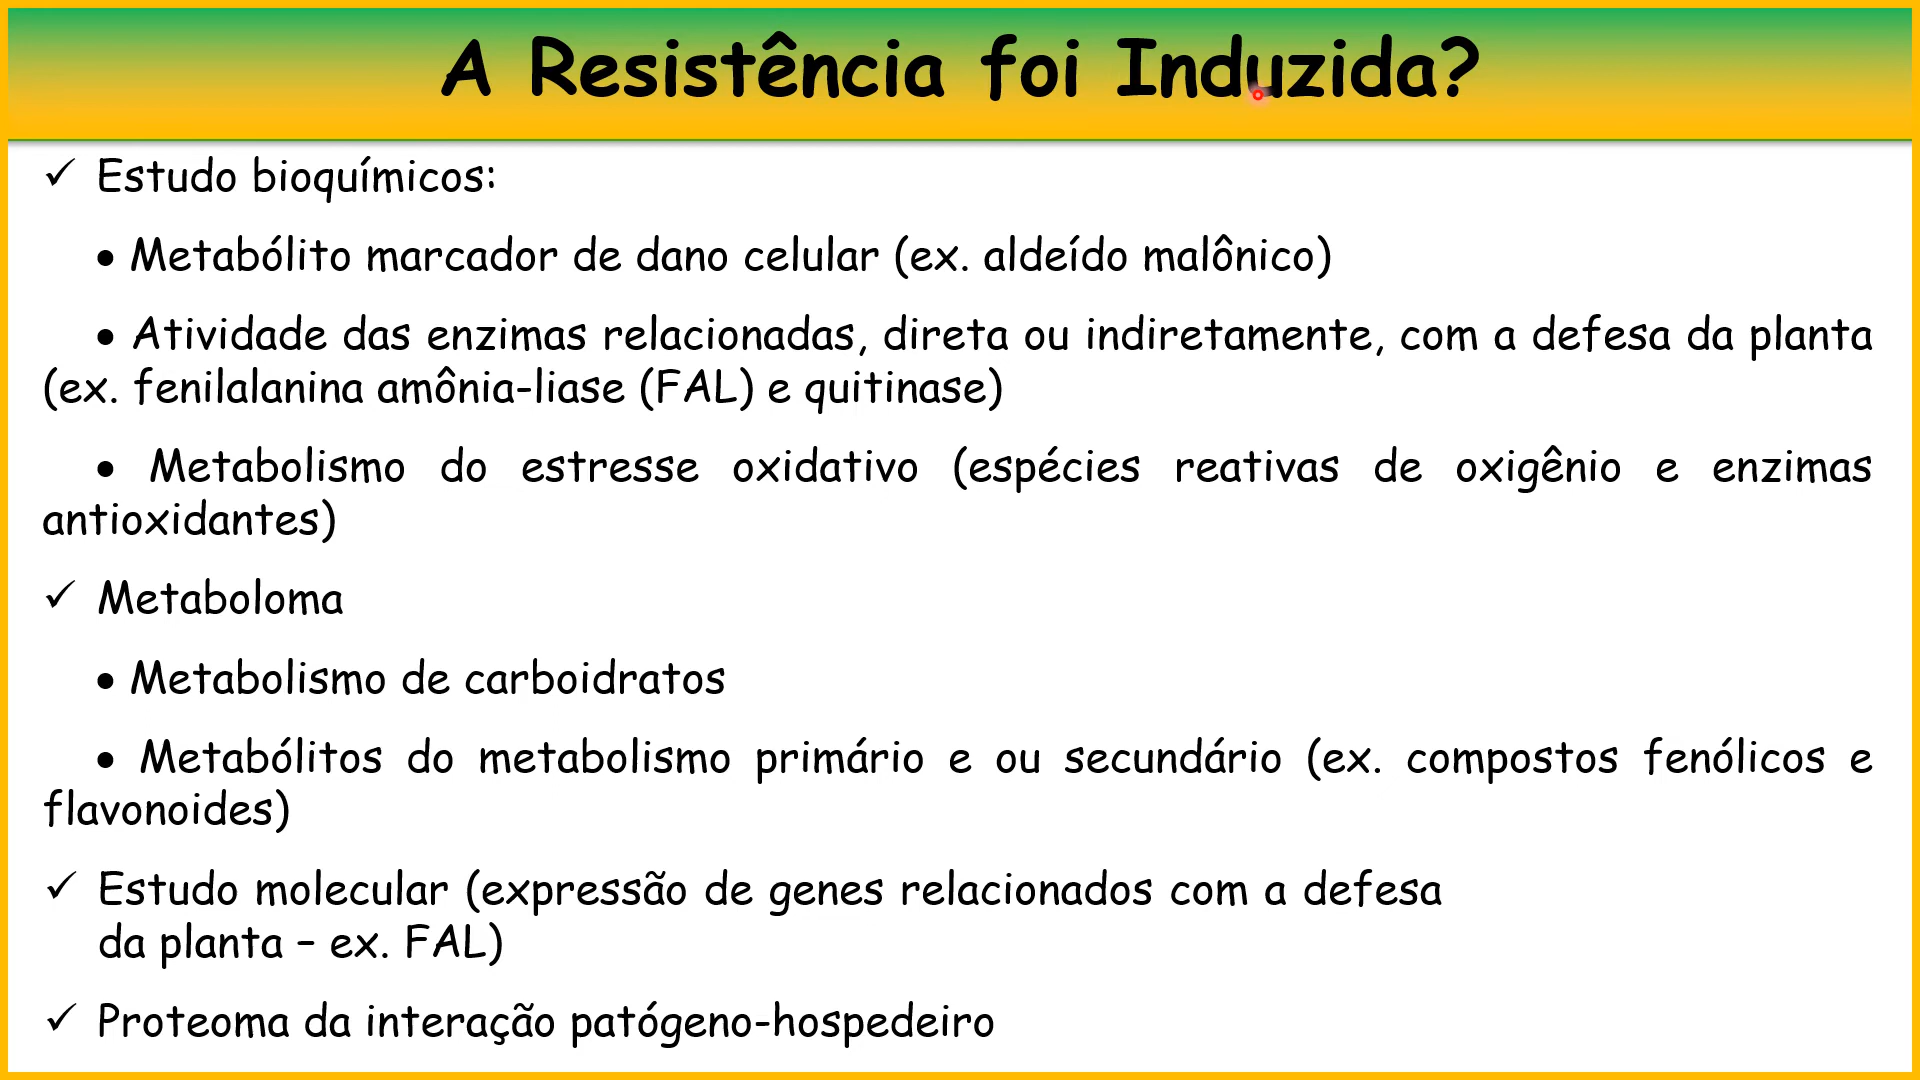 A Resistência foi Induzida?
✓ Estudo bioquímicos:
• Metabólito marcador de dano celular (ex. aldeído malônico)
• Atividade das enzimas relacionadas, direta ou indiretamente, com a defesa da planta
(ex. fenilalanina amônia-liase (FAL) e quitinase)
• Metabolismo do estresse oxidativo (espécies reativas de oxigênio e enzimas
antioxidantes)
✓ Metaboloma
• Metabolismo de carboidratos
• Metabólitos do metabolismo primário e ou secundário (ex. compostos fenólicos e
flavonoides)
✓ Estudo molecular (expressão de genes relacionados com a defesa
da planta – ex. FAL)
✓ Proteoma da interação patógeno-hospedeiro